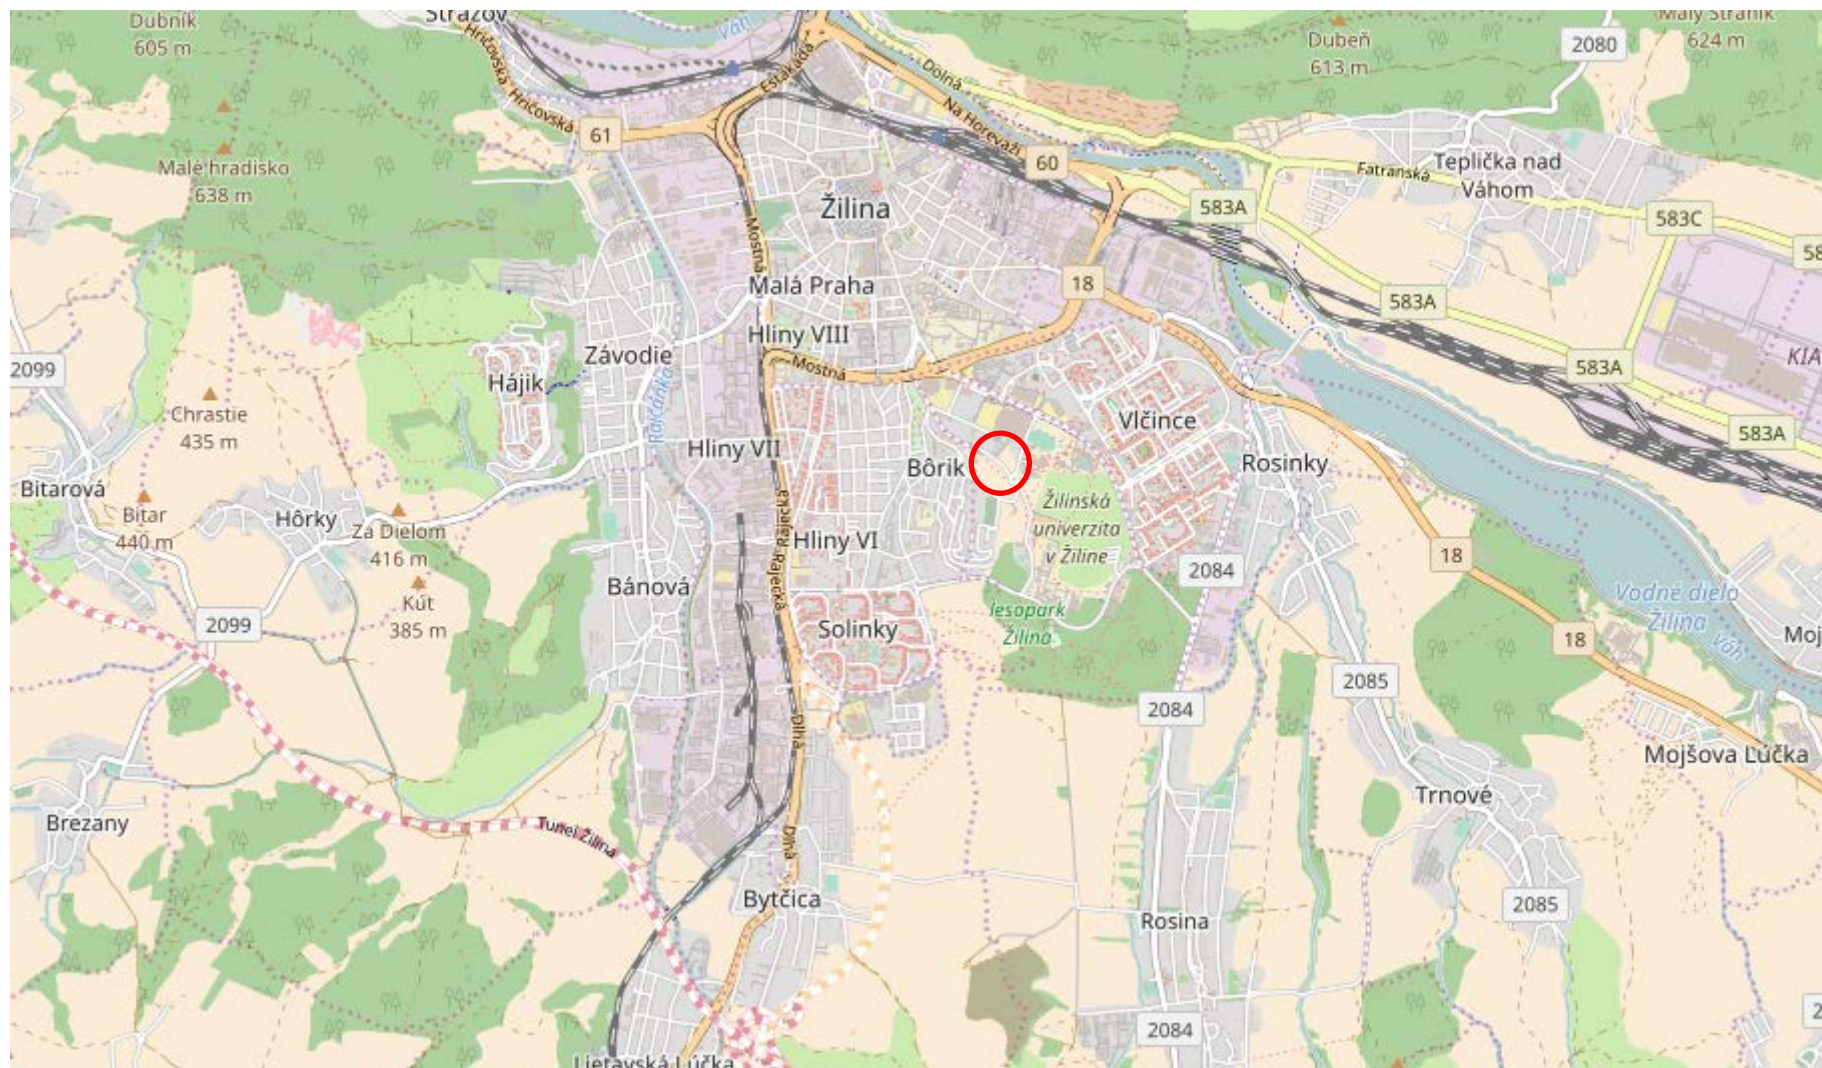 Strážov
Dubník
605 m
Váh
Dubeň
613 m
2080
Malý Straník
624 m
Hričovská
Hričovská
Estakáda
Dolná
Na Horevaží
61
60
Malé hradisko
638 m
Teplička nad
Váhom
Fatranská
Žilina
583A
583C
58
Mostná
Malá Praha
18
583A
Hliny VIII
Závodie
Mostná
KIA
2099
Hájik
583A
Chrastie
435 m
Rajčanka
Vlčince
583A
Hliny VII
Bôrik
Rosinky
Bitarová
Bitar
440 m
Hôrky
Za Dielom
416 m
Rajecká
Rajecká
Žilinská
univerzita
v Žiline
Hliny VI
18
2084
Bánová
Kút
385 m
lesopark
Žilina
Vodné dielo
Žilina
Váh
2099
Solinky
18
Moj
2085
2084
Dlhá
Mojšova Lúčka
Trnové
Brezany
Tunel Žilina
Dlhá
Bytčica
2085
Rosina
2084
2
Lietavská Lúčka